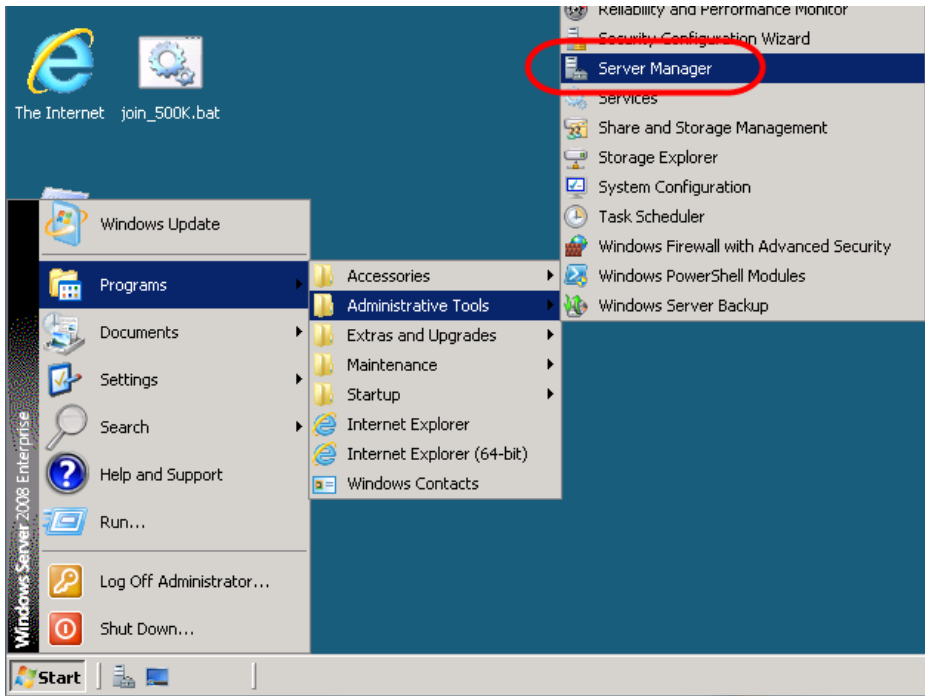 Reliability and Performance Monitor
Security Configuration Wizard
Server Manager
Services
Share and Storage Management
Storage Explorer
System Configuration
Task Scheduler
Windows Firewall with Advanced Security
Windows PowerShell Modules
Windows Server Backup
The Internet
join_500K.bat
Windows Update
Programs
Documents
Settings
Search
Help and Support
Run...
Log Off Administrator...
Shut Down...
Accessories
Administrative Tools
Extras and Upgrades
Maintenance
Startup
Internet Explorer
Internet Explorer (64-bit)
Windows Contacts
Windows Server 2008 Enterprise
Start